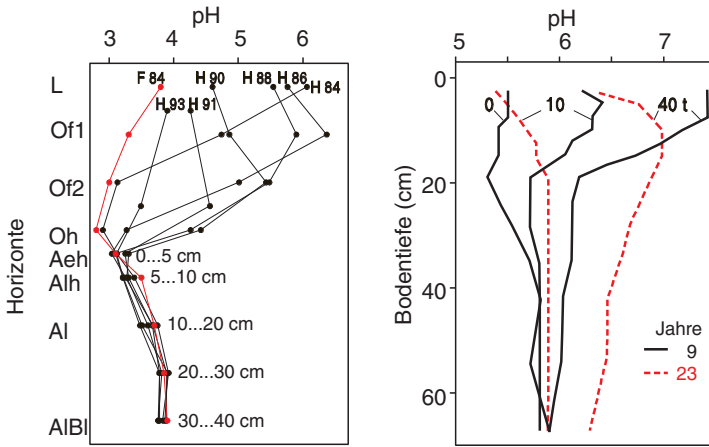 pH
3 4 5 6
Horizonte
L
F 84
H 90
H 88
H 86
H 84
H 93
H 91
Of1
Of2
Oh
Aeh
0...5 cm
Alh
5...10 cm
Al
10...20 cm
20...30 cm
AlBl
30...40 cm
pH
5 6 7
Bodentiefe (cm)
0
20
40
60
0
10
40 t
Jahre
9
23